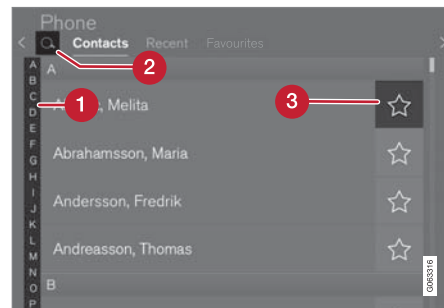 Phone
Contacts Recent Favourites
A
B
C
D
E
F
G
H
I
J
K
L
M
N
O
P
2
A
1
Melita
3
Abrahamsson, Maria
Andersson, Fredrik
Andreasson, Thomas
B
G063316